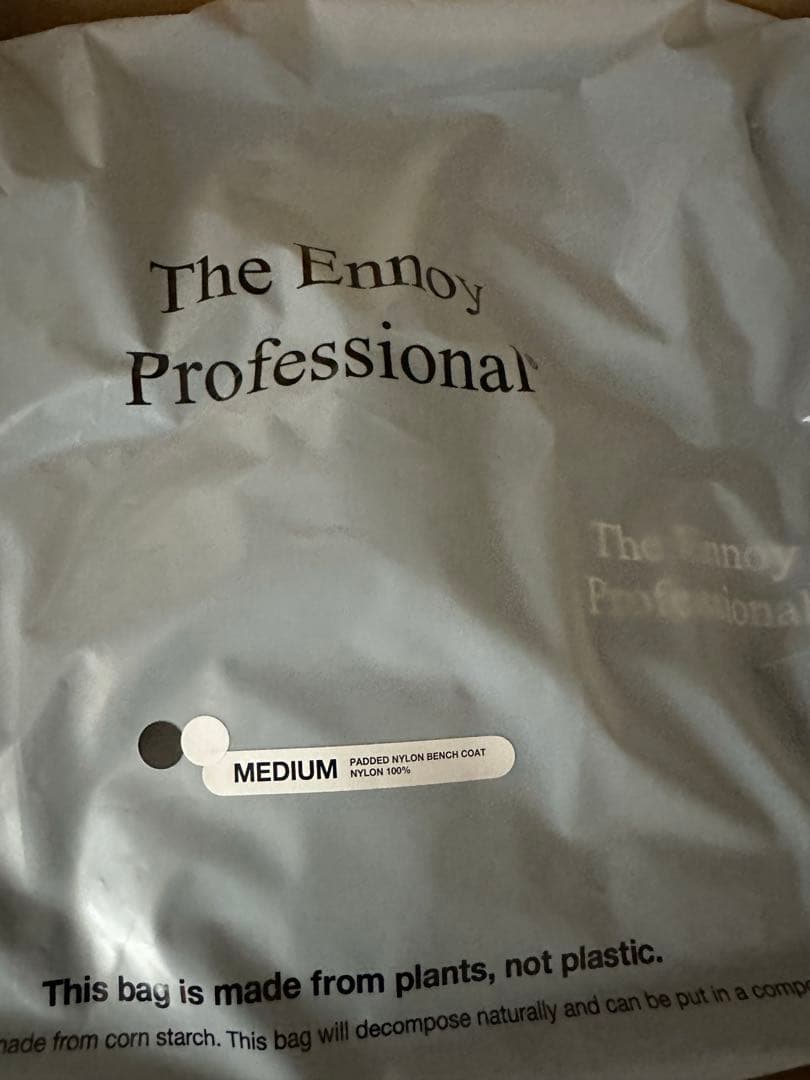 The Ennoy
Professional
The Ennoy
Professional
MEDIUM
PADDED NYLON BENCH COAT
NYLON 100%
This bag is made from plants, not plastic.
from corn starch. This bag will decompose naturally and can be put in a